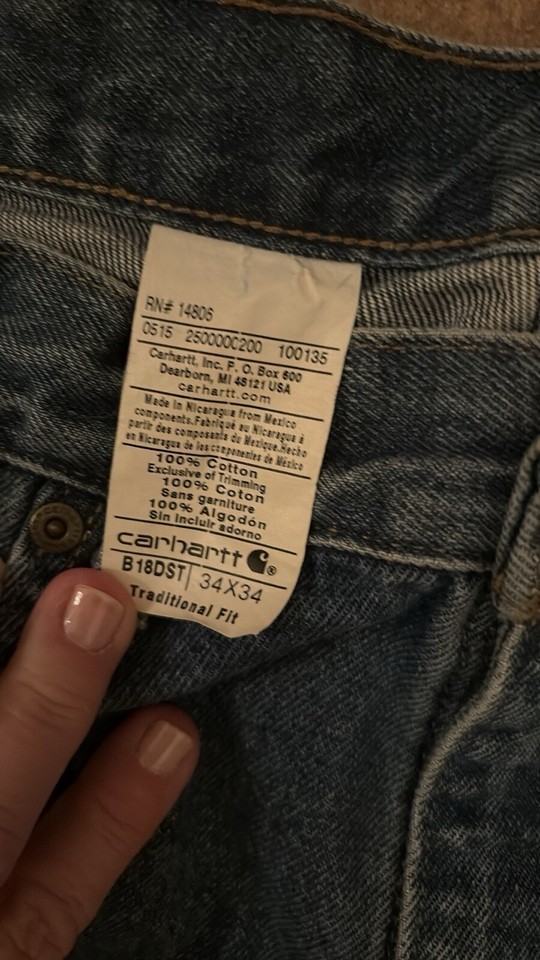 RN# 14806
0515 250000C200 100135
Carhartt, Inc. P. O. Box 600
Dearborn, MI 48121 USA
carhartt.com
Made in Nicaragua from Mexico
components.Fabriqué au Nicaragua à
partir des composants du Mexique.Hecho
en Nicaragua de los componentes de México
100% Cotton
Exclusive of Trimming
100% Coton
Sans garniture
100% Algodón
Sin incluir adorno
carhartt
B18DST 34X34
Traditional Fit